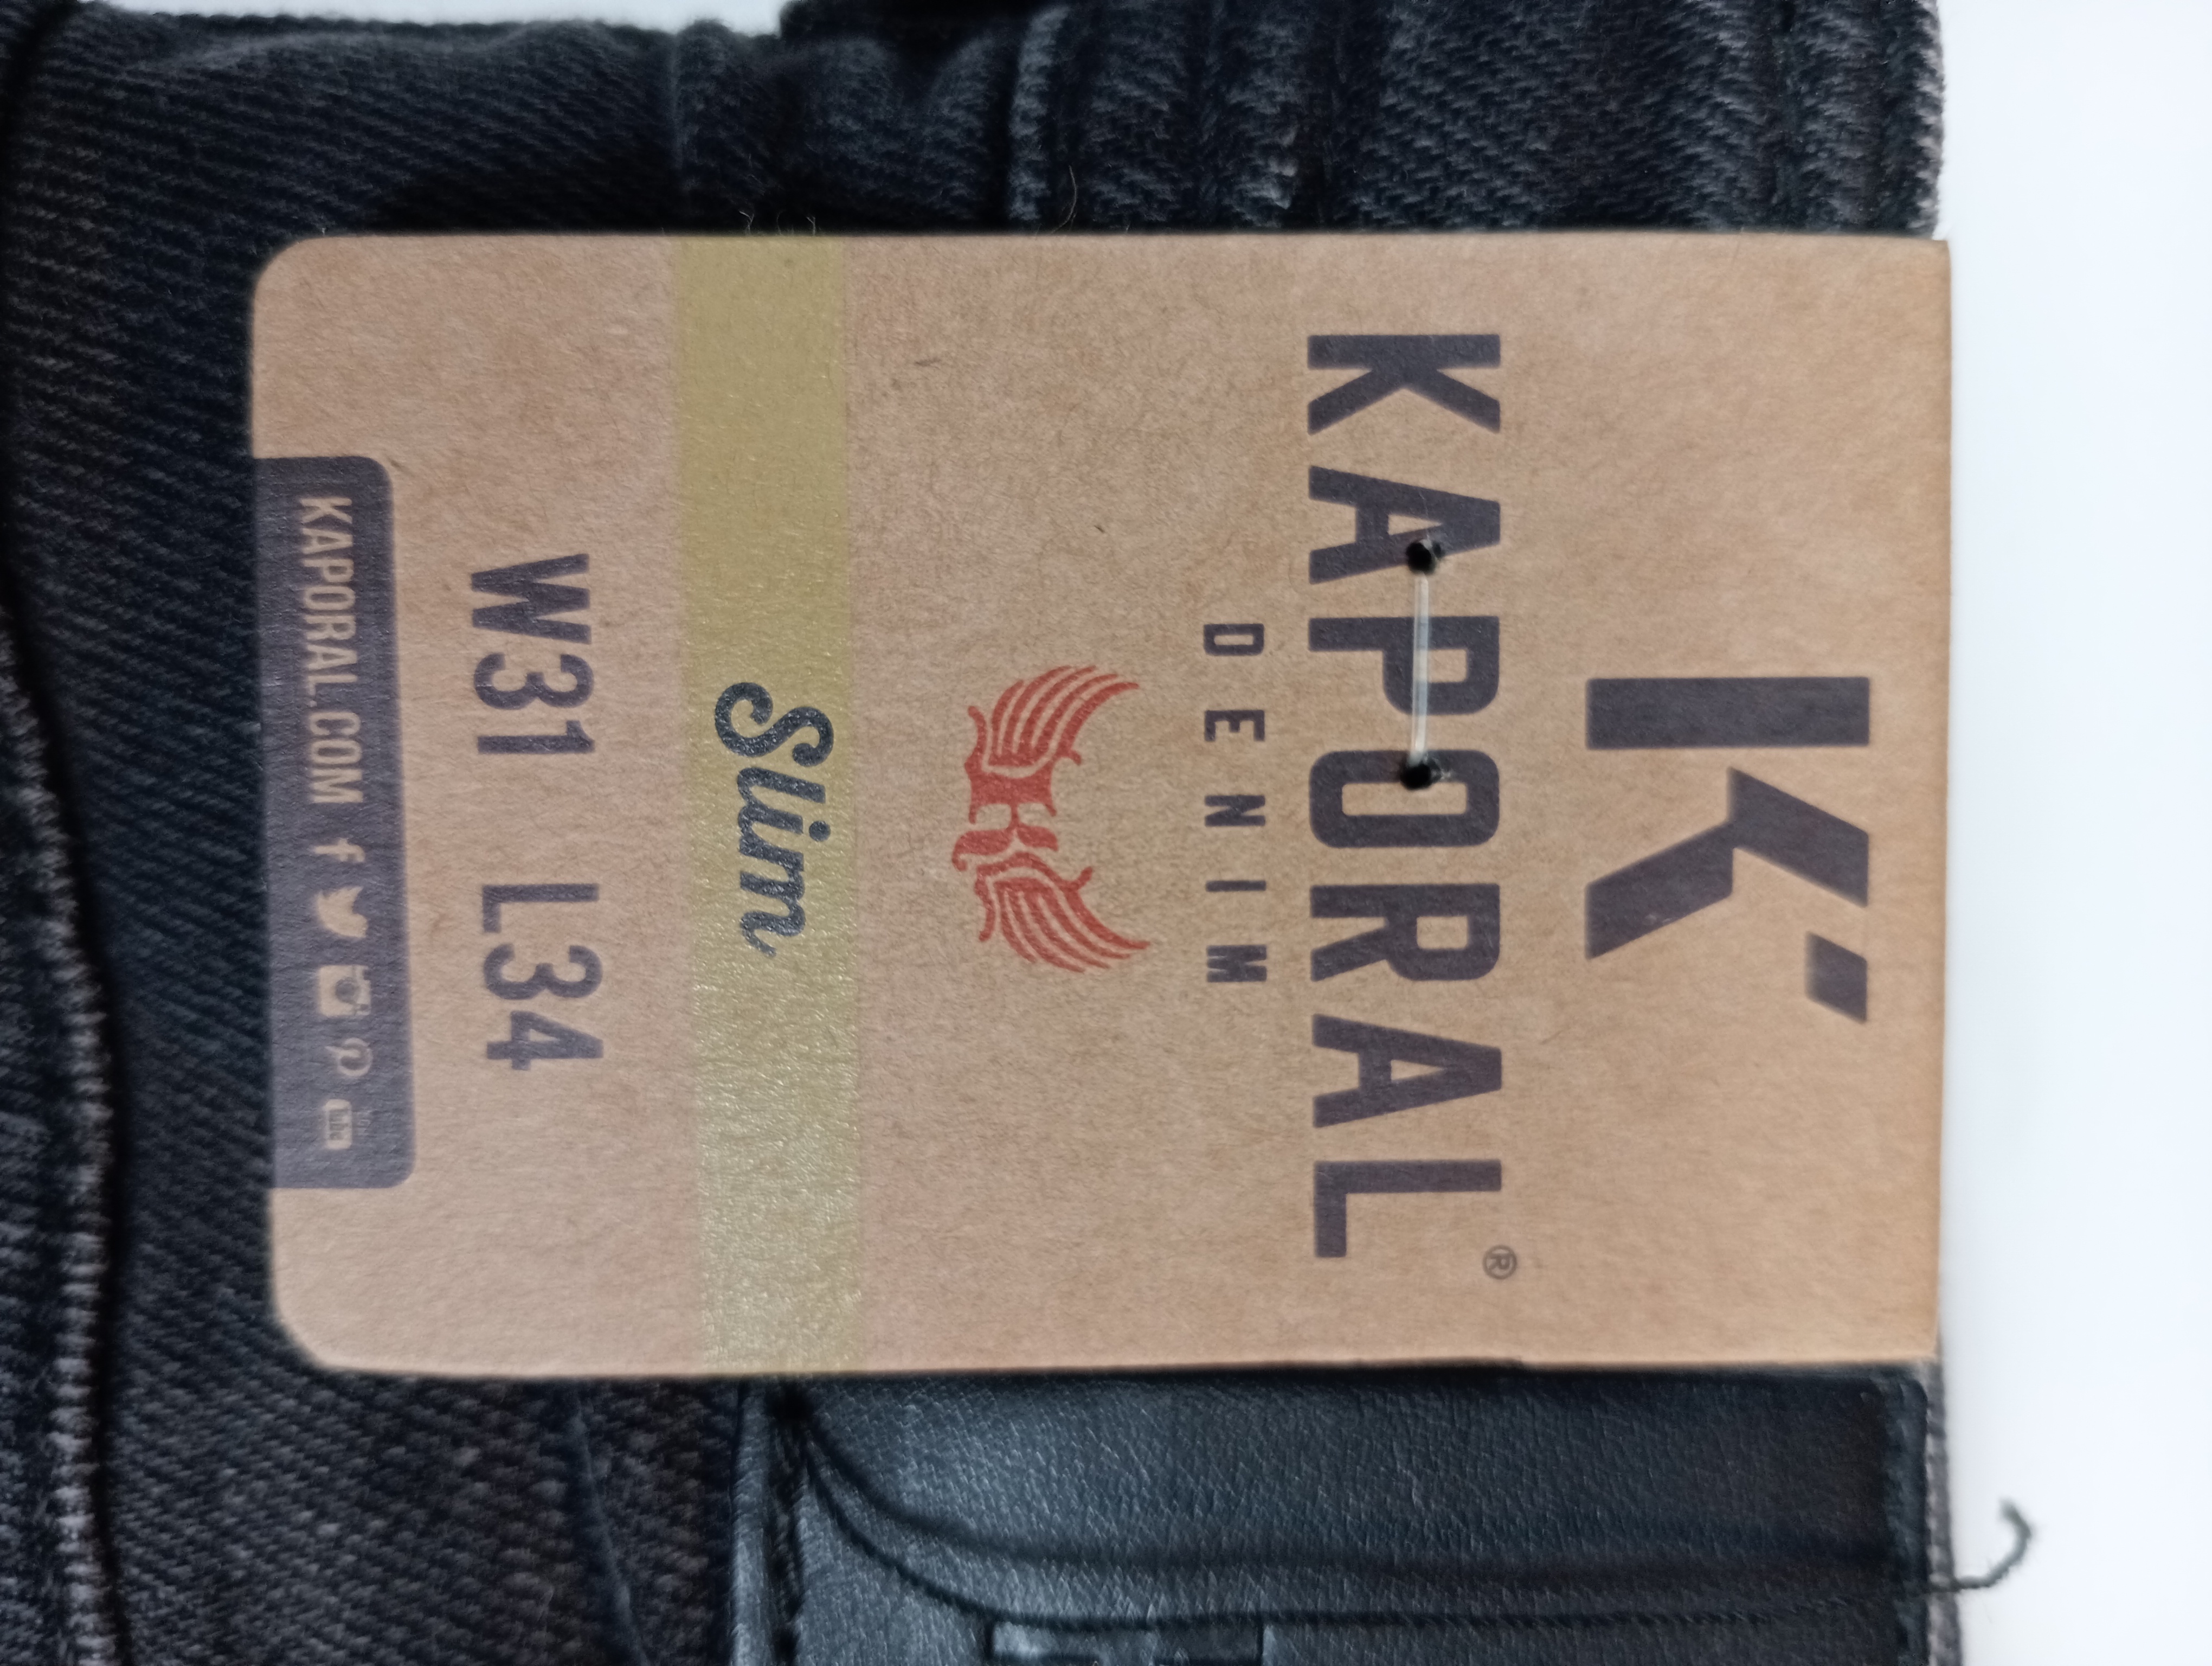 K'
KAPORAL®
DENIM
Slim
W31 L34
KAPORAL.COM